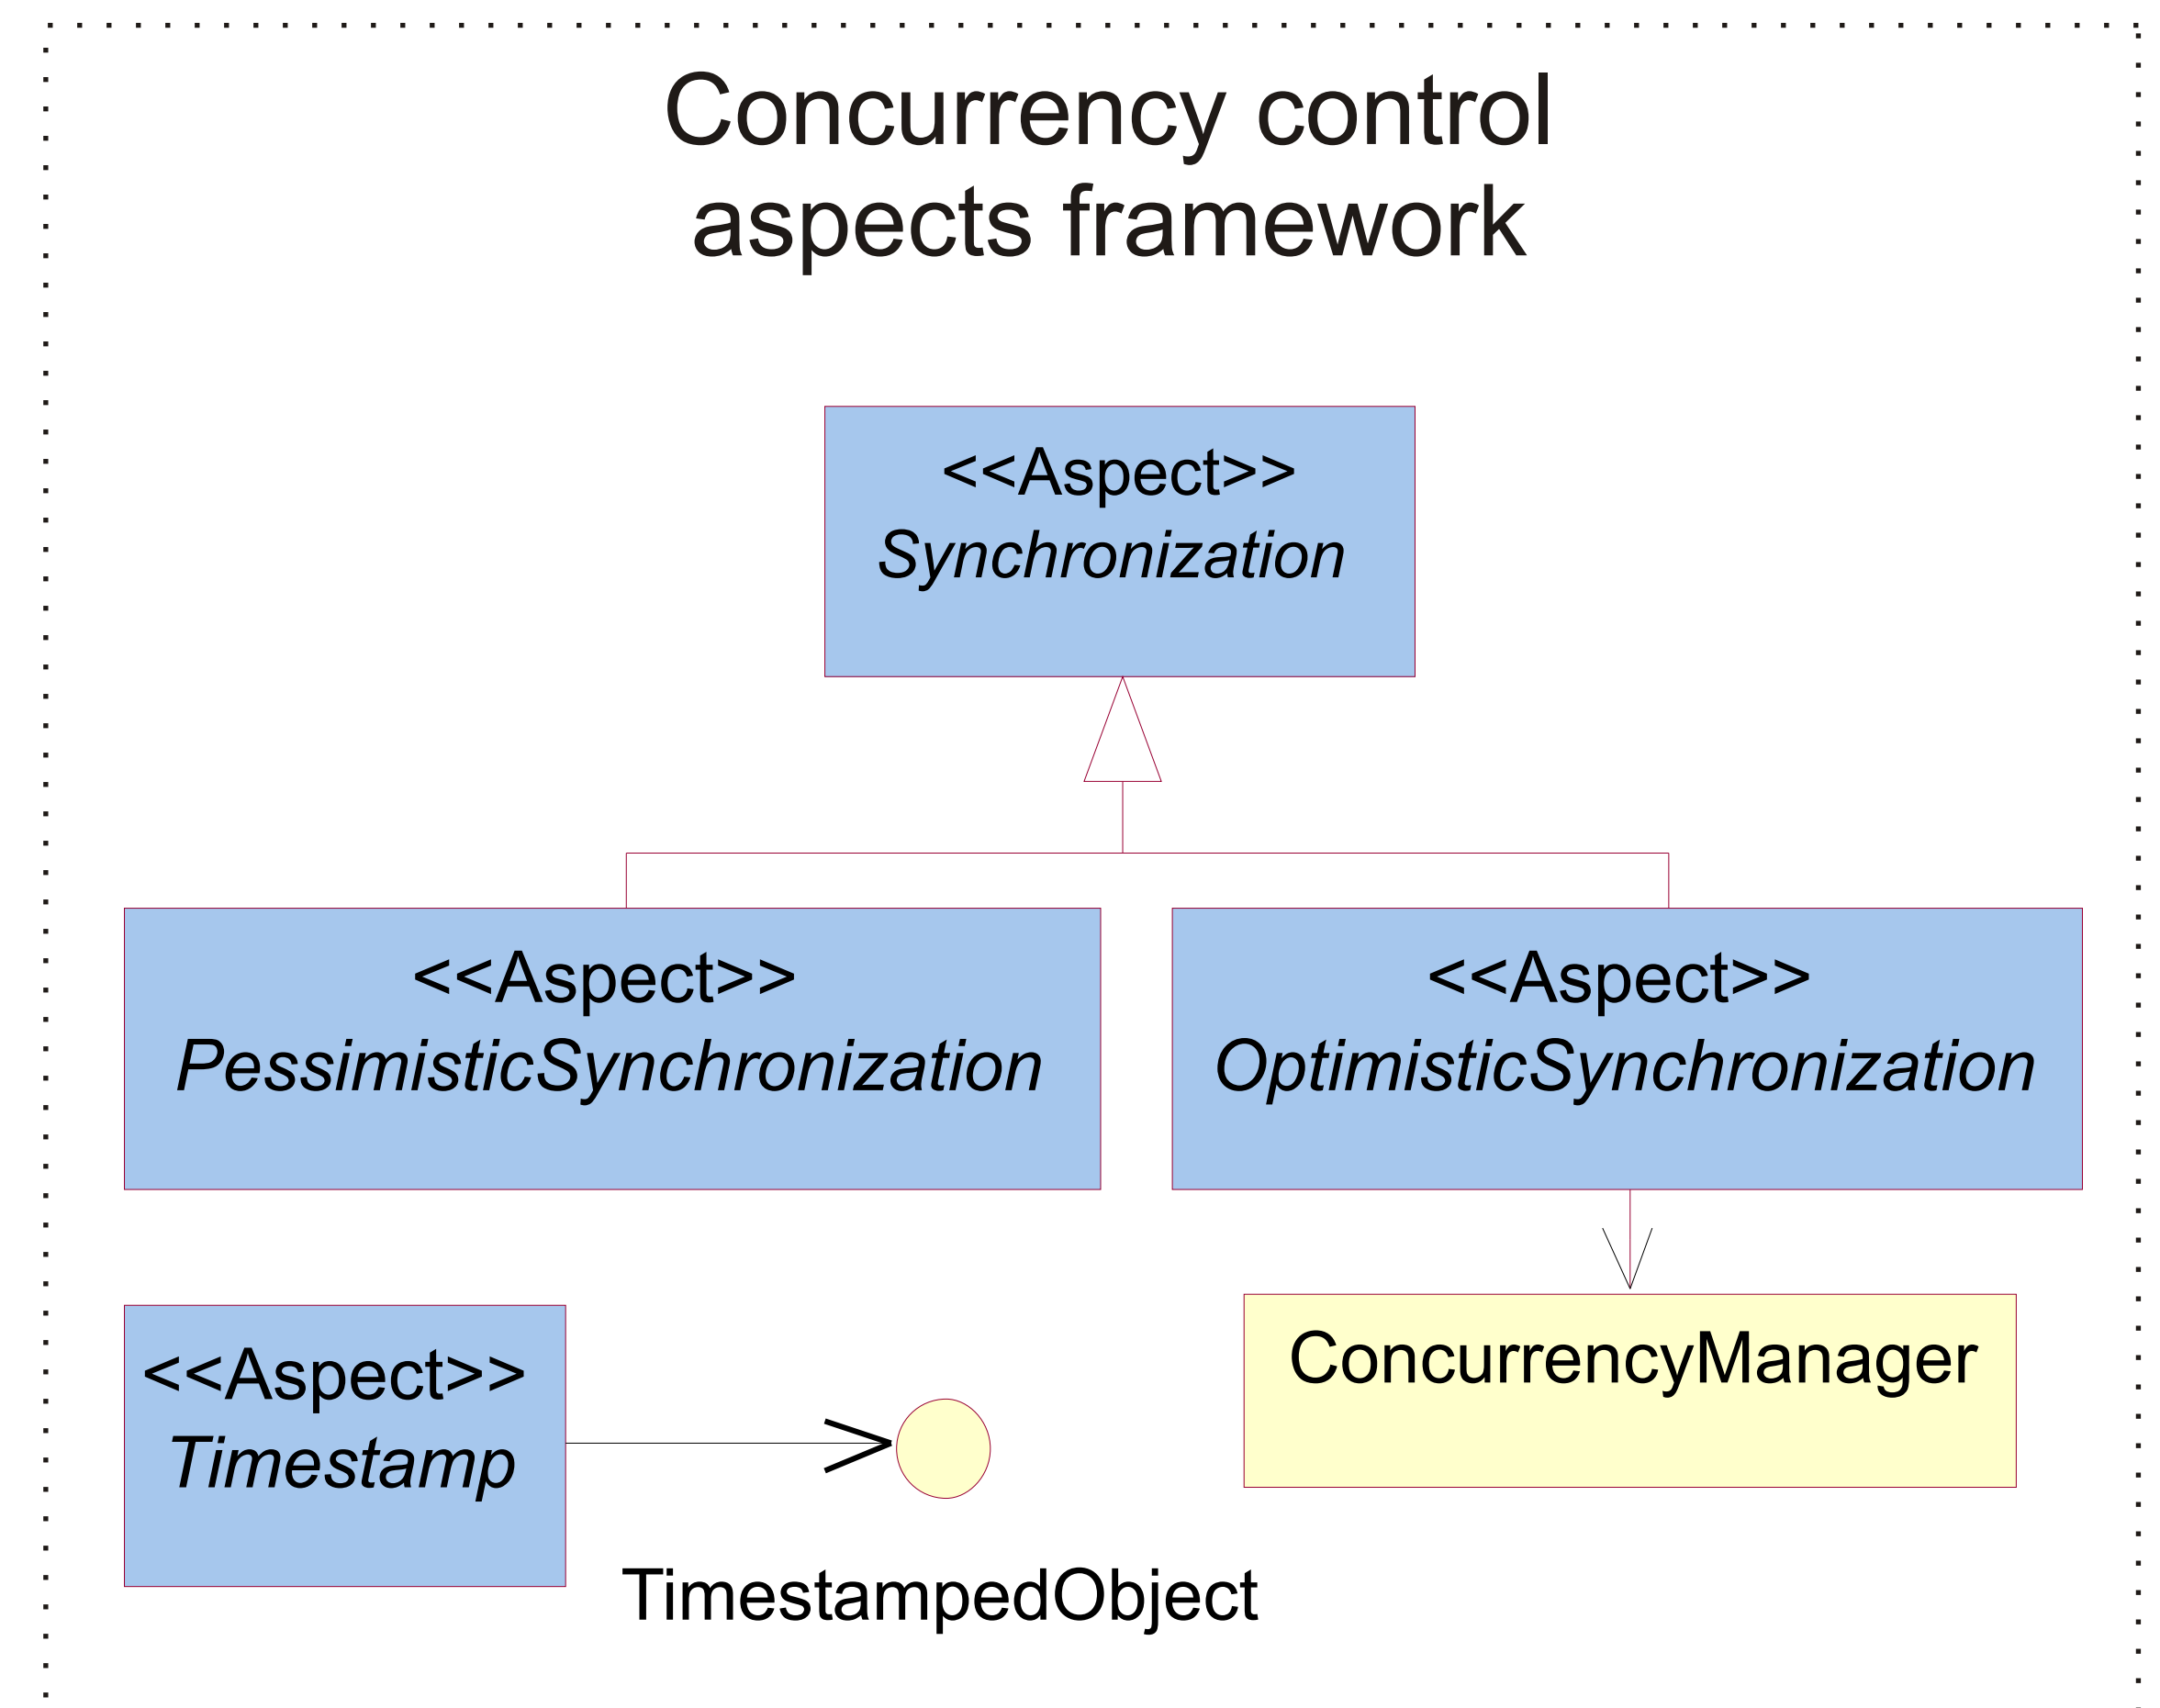 Concurrency control
aspects framework
<<Aspect>>
Synchronization
<<Aspect>>
PessimisticSynchronization
<<Aspect>>
OptimisticSynchronization
<<Aspect>>
Timestamp
ConcurrencyManager
TimestampedObject